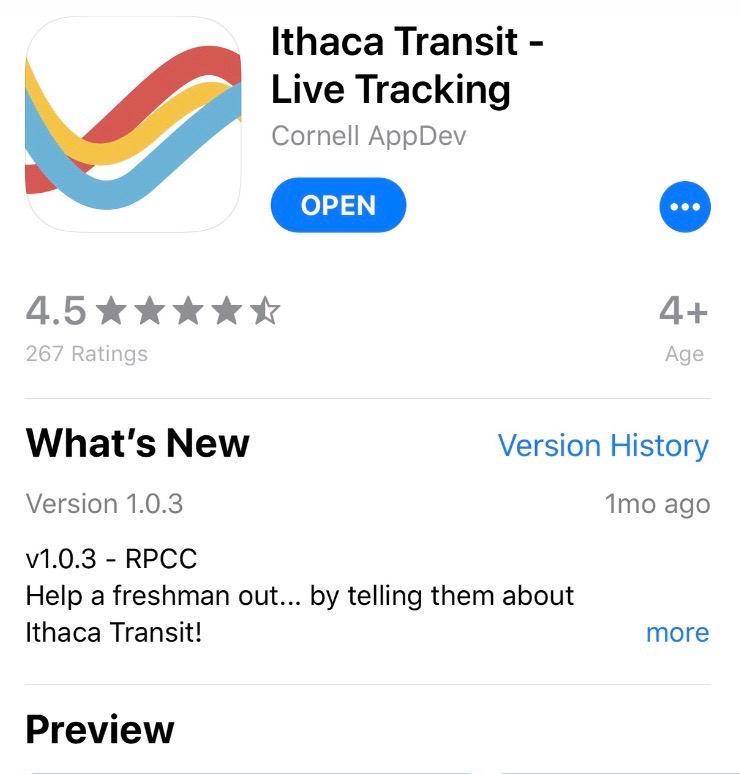 Ithaca Transit -
Live Tracking
Cornell AppDev
OPEN
4.5
4+
267 Ratings
Age
What’s New
Version History
Version 1.0.3
1mo ago
v1.0.3 - RPCC
Help a freshman out... by telling them about
Ithaca Transit!
more
Preview